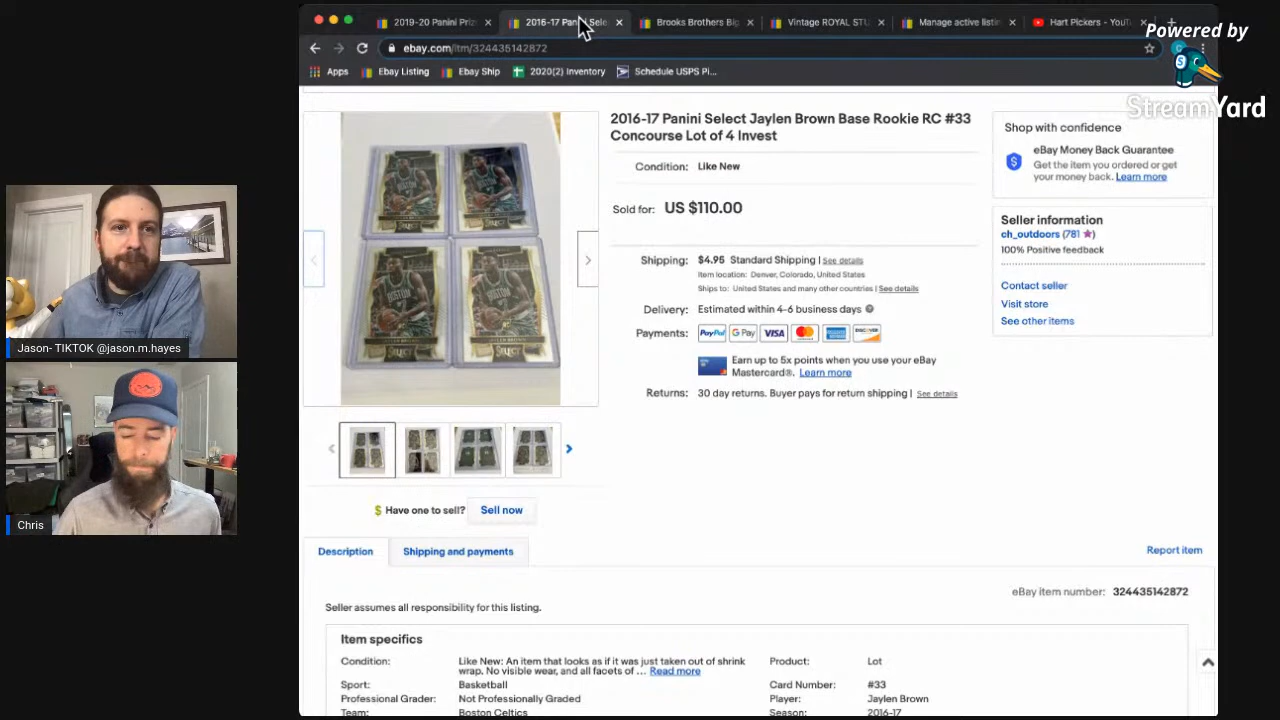 2019-20 Panini Priz
2016-17 Panini Sele
Brooks Brothers Big
Vintage ROYAL STU
Manage active listin
Hart Pickers - YouT
Powered by
StreamYard
ebay.com/itm/324435142872
Apps
Ebay Listing
Ebay Ship
2020(2) Inventory
Schedule USPS Pi...
2016-17 Panini Select Jaylen Brown Base Rookie RC #33
Concourse Lot of 4 Invest
Condition: Like New
Sold for: US $110.00
Shipping: $4.95 Standard Shipping | See details
Item location: Denver, Colorado, United States
Ships to: United States and many other countries | See details
Delivery: Estimated within 4-6 business days
Payments: PayPal G Pay VISA
Earn up to 5x points when you use your eBay
Mastercard®. Learn more
Returns: 30 day returns. Buyer pays for return shipping | See details
Shop with confidence
eBay Money Back Guarantee
Get the item you ordered or get
your money back. Learn more
Seller information
ch_outdoors (781 ★)
100% Positive feedback
Contact seller
Visit store
See other items
BOSTON
SELECT
BOSTON
SELECT
Jason- TIKTOK @jason.m.hayes
Chris
$ Have one to sell? Sell now
Description
Shipping and payments
Report item
eBay item number: 324435142872
Seller assumes all responsibility for this listing.
Item specifics
Condition: Like New: An item that looks as if it was just taken out of shrink
wrap. No visible wear, and all facets of ... Read more
Sport: Basketball
Professional Grader: Not Professionally Graded
Team: Boston Celtics
Product: Lot
Card Number: #33
Player: Jaylen Brown
Season: 2016-17